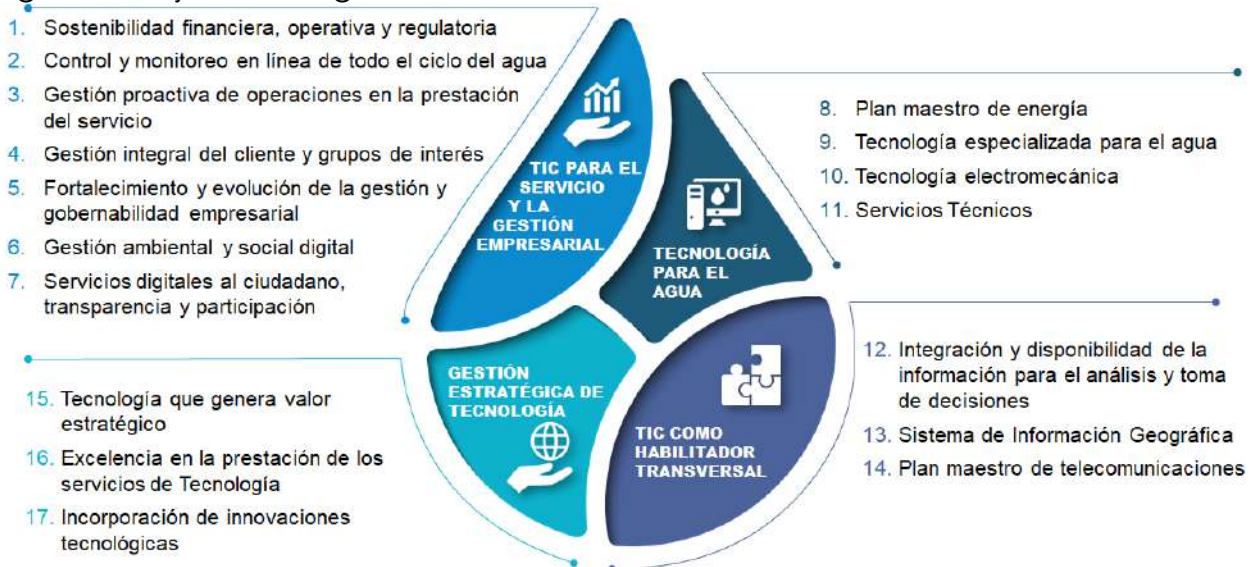 1. Sostenibilidad financiera, operativa y regulatoria
2. Control y monitoreo en línea de todo el ciclo del agua
3. Gestión proactiva de operaciones en la prestación
del servicio
4. Gestión integral del cliente y grupos de interés
5. Fortalecimiento y evolución de la gestión y
gobernabilidad empresarial
6. Gestión ambiental y social digital
7. Servicios digitales al ciudadano,
transparencia y participación
TIC PARA EL
SERVICIO
Y LA
GESTIÓN
EMPRESARIAL
TECNOLOGÍA
PARA EL
AGUA
8. Plan maestro de energía
9. Tecnología especializada para el agua
10. Tecnología electromecánica
11. Servicios Técnicos
GESTIÓN
ESTRATÉGICA DE
TECNOLOGÍA
TIC COMO
HABILITADOR
TRANSVERSAL
12. Integración y disponibilidad de la
información para el análisis y toma
de decisiones
13. Sistema de Información Geográfica
14. Plan maestro de telecomunicaciones
15. Tecnología que genera valor
estratégico
16. Excelencia en la prestación de los
servicios de Tecnología
17. Incorporación de innovaciones
tecnológicas